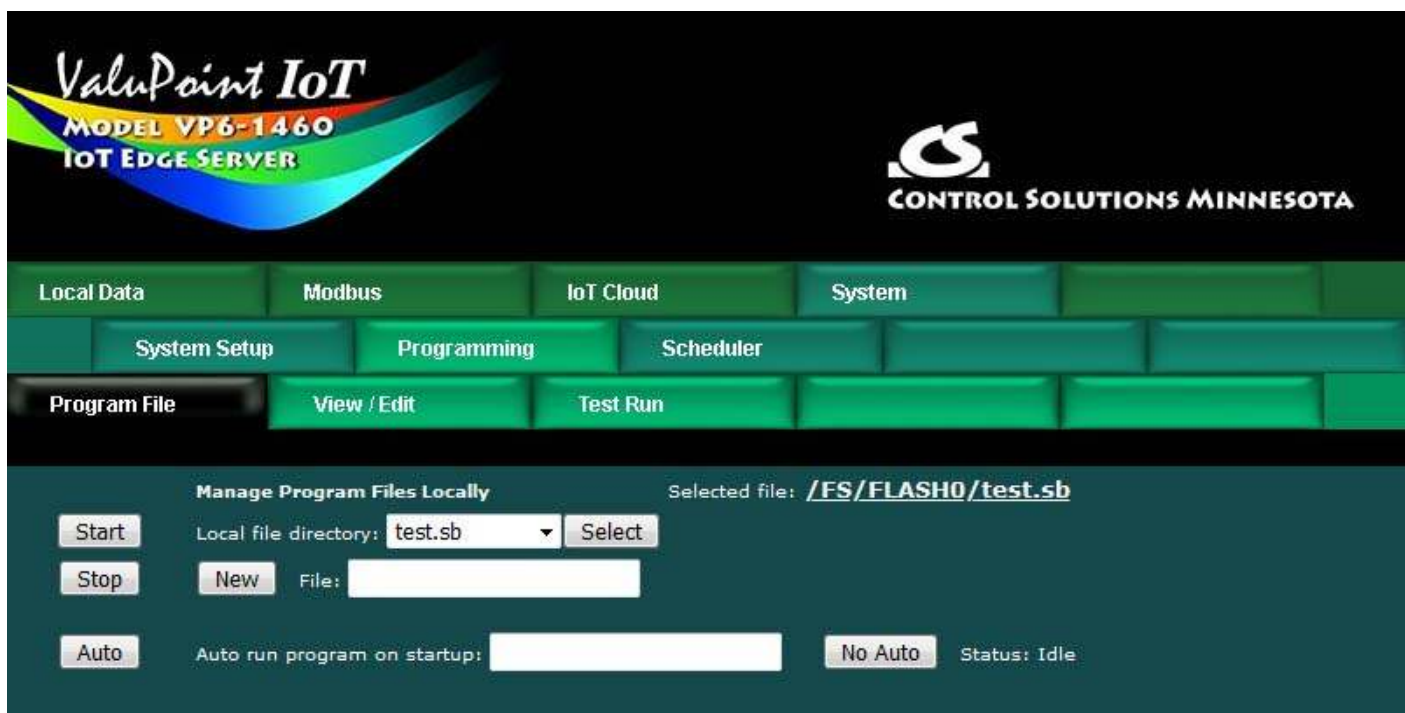 ValuPoint IoT
MODEL VP6-1460
IOT EDGE SERVER
CS
CONTROL SOLUTIONS MINNESOTA
Local Data Modbus IoT Cloud System
System Setup Programming Scheduler
Program File View / Edit Test Run
Manage Program Files Locally Selected file: /FS/FLASH0/test.sb
Start Local file directory: test.sb Select
Stop New File:
Auto Auto run program on startup: No Auto Status: Idle